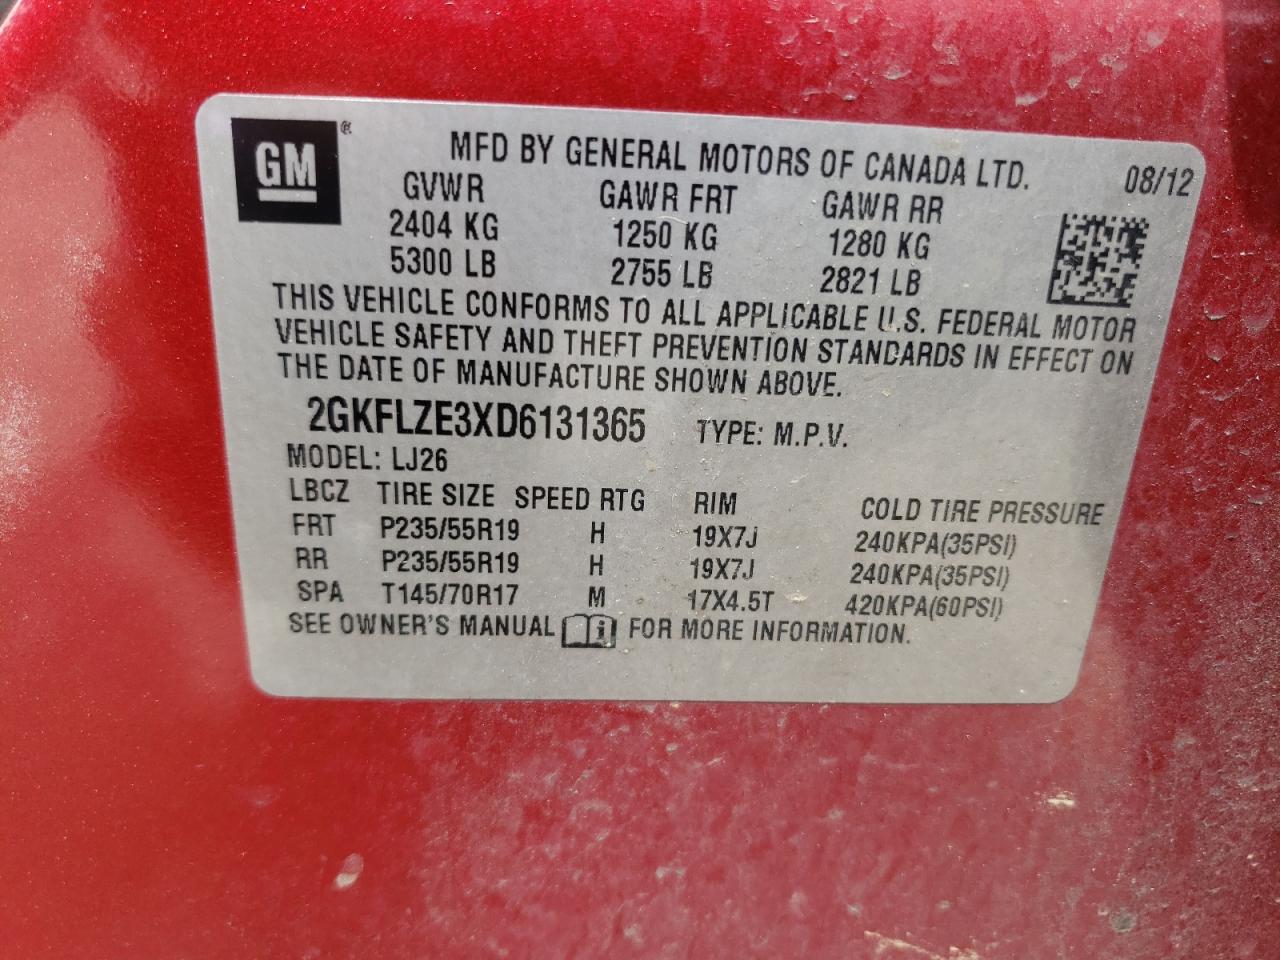 GM ®
MFD BY GENERAL MOTORS OF CANADA LTD. 08/12
GVWR GAWR FRT GAWR RR
2404 KG 1250 KG 1280 KG
5300 LB 2755 LB 2821 LB
THIS VEHICLE CONFORMS TO ALL APPLICABLE U.S. FEDERAL MOTOR
VEHICLE SAFETY AND THEFT PREVENTION STANDARDS IN EFFECT ON
THE DATE OF MANUFACTURE SHOWN ABOVE.
2GKFLZE3XD6131365 TYPE: M.P.V.
MODEL: LJ26
LBCZ TIRE SIZE SPEED RTG RIM COLD TIRE PRESSURE
FRT P235/55R19 H 19X7J 240KPA(35PSI)
RR P235/55R19 H 19X7J 240KPA(35PSI)
SPA T145/70R17 M 17X4.5T 420KPA(60PSI)
SEE OWNER'S MANUAL i FOR MORE INFORMATION.